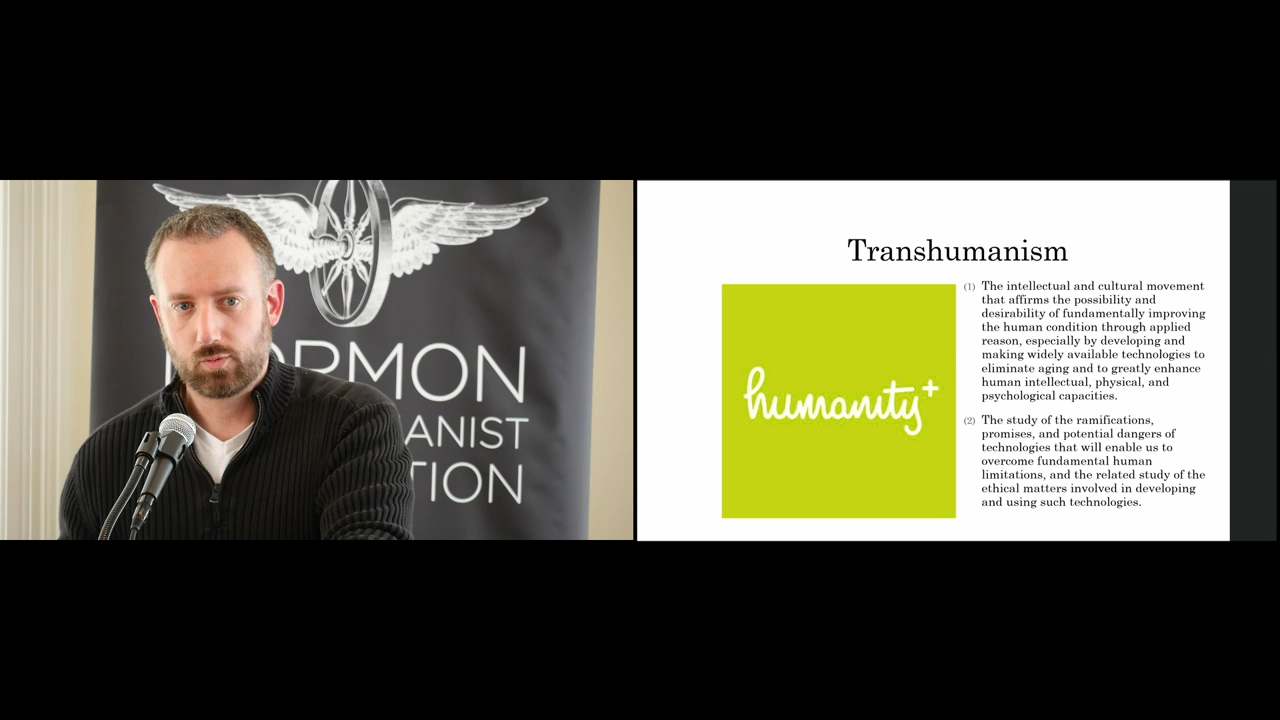 MORMON
ANIST
TION
Transhumanism
humanity+
(1) The intellectual and cultural movement
that affirms the possibility and
desirability of fundamentally improving
the human condition through applied
reason, especially by developing and
making widely available technologies to
eliminate aging and to greatly enhance
human intellectual, physical, and
psychological capacities.
(2) The study of the ramifications,
promises, and potential dangers of
technologies that will enable us to
overcome fundamental human
limitations, and the related study of the
ethical matters involved in developing
and using such technologies.